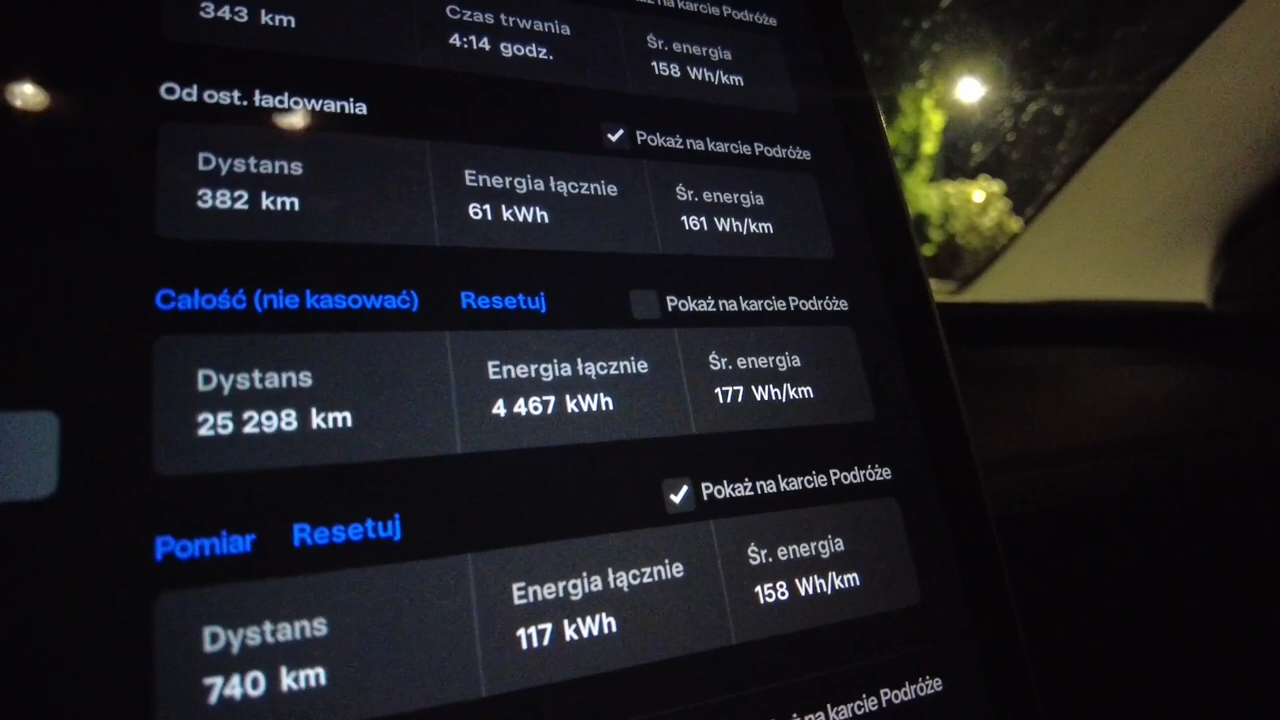 na karcie Podróże
343 km
Czas trwania
4:14 godz.
Śr. energia
158 Wh/km
Od ost. ładowania
Pokaż na karcie Podróże
Dystans
382 km
Energia łącznie
61 kWh
Śr. energia
161 Wh/km
Całość (nie kasować)
Resetuj
Pokaż na karcie Podróże
Dystans
25 298 km
Energia łącznie
4 467 kWh
Śr. energia
177 Wh/km
Pomiar
Resetuj
Pokaż na karcie Podróże
Dystans
740 km
Energia łącznie
117 kWh
Śr. energia
158 Wh/km
na karcie Podróże